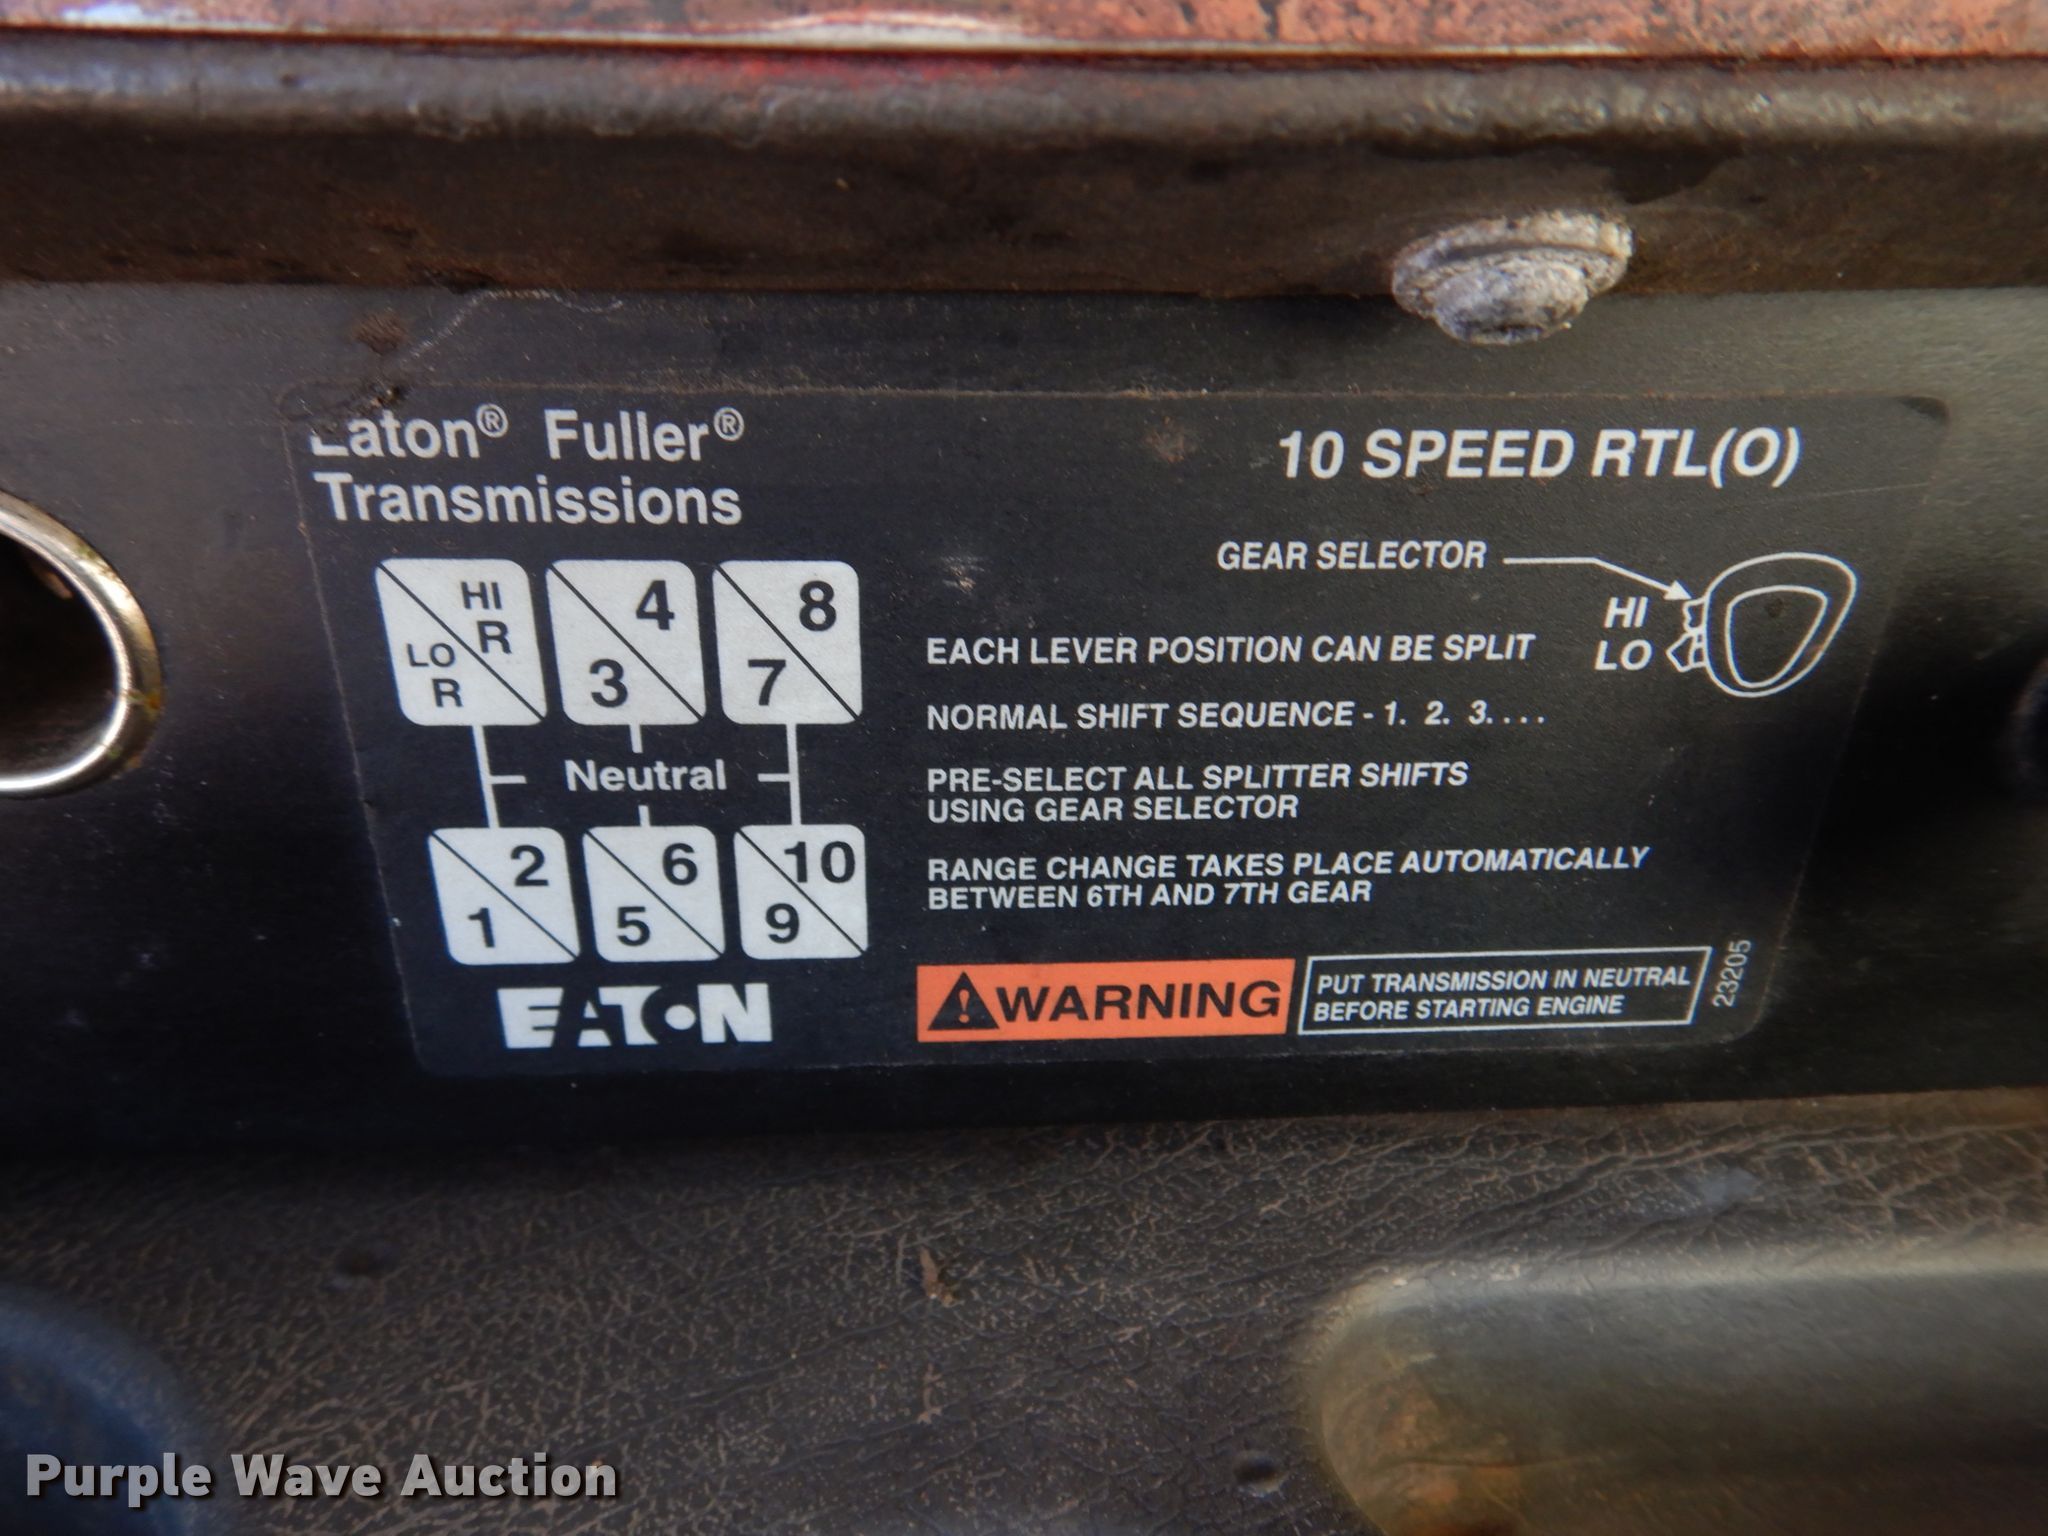 Eaton® Fuller®
Transmissions
10 SPEED RTL(O)
GEAR SELECTOR
HI
LO
HI
R
LO
R
4
3
8
7
Neutral
2
1
6
5
10
9
EATON
EACH LEVER POSITION CAN BE SPLIT
NORMAL SHIFT SEQUENCE - 1. 2. 3. . . .
PRE-SELECT ALL SPLITTER SHIFTS
USING GEAR SELECTOR
RANGE CHANGE TAKES PLACE AUTOMATICALLY
BETWEEN 6TH AND 7TH GEAR
WARNING
PUT TRANSMISSION IN NEUTRAL
BEFORE STARTING ENGINE
23205
Purple Wave Auction